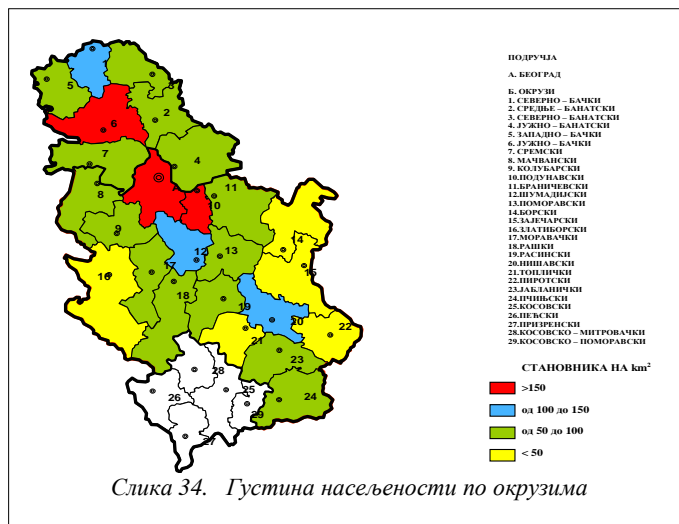 ПОДРУЧЈА
А. БЕОГРАД
Б. ОКРУЗИ
1. СЕВЕРНО – БАЧКИ
2. СРЕДЊЕ – БАНАТСКИ
3. СЕВЕРНО – БАНАТСКИ
4. ЈУЖНО – БАНАТСКИ
5. ЗАПАДНО – БАЧКИ
6. ЈУЖНО – БАЧКИ
7. СРЕМСКИ
8. МАЧВАНСКИ
9. КОЛУБАРСКИ
10.ПОДУНАВСКИ
11.БРАНИЧЕВСКИ
12.ШУМАДИЈСКИ
13.ПОМОРАВСКИ
14.БОРСКИ
15.ЗАЈЕЧАРСКИ
16.ЗЛАТИБОРСКИ
17.МОРАВАЧКИ
18.РАШКИ
19.РАСИНСКИ
20.НИШАВСКИ
21.ТОПЛИЧКИ
22.ПИРОТСКИ
23.ЈАБЛАНИЧКИ
24.ПЧИЊСКИ
25.КОСОВСКИ
26.ПЕЋСКИ
27.ПРИЗРЕНСКИ
28.КОСОВСКО – МИТРОВАЧКИ
29.КОСОВСКО – ПОМОРАВСКИ
СТАНОВНИКА НА km²
>150
од 100 до 150
од 50 до 100
< 50
5
3
2
6
7
4
8
11
10
9
12
13
14
15
16
17
18
19
20
21
22
23
28
25
26
29
24
27
Слика 34. Густина насељености по окрузима